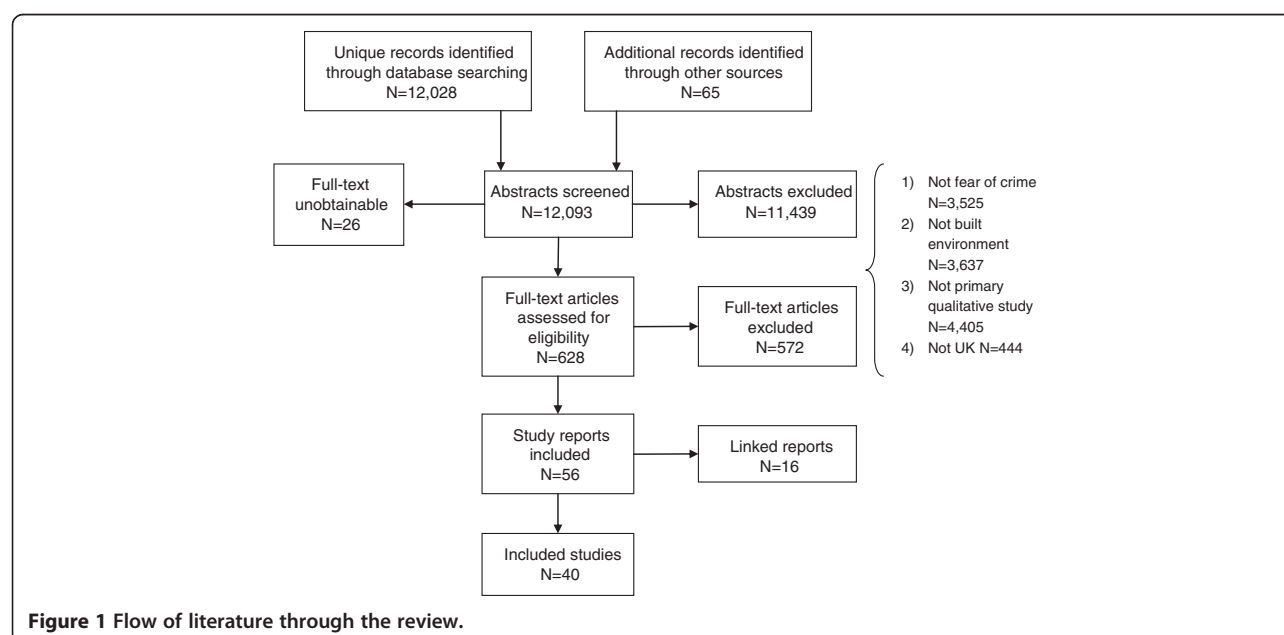 Unique records identified
through database searching
N=12,028
Additional records identified
through other sources
N=65
Full-text
unobtainable
N=26
Abstracts screened
N=12,093
Abstracts excluded
N=11,439
1) Not fear of crime
N=3,525
2) Not built
environment
N=3,637
3) Not primary
qualitative study
N=4,405
4) Not UK N=444
Full-text articles
assessed for
eligibility
N=628
Full-text articles
excluded
N=572
Study reports
included
N=56
Linked reports
N=16
Included studies
N=40
Figure 1 Flow of literature through the review.